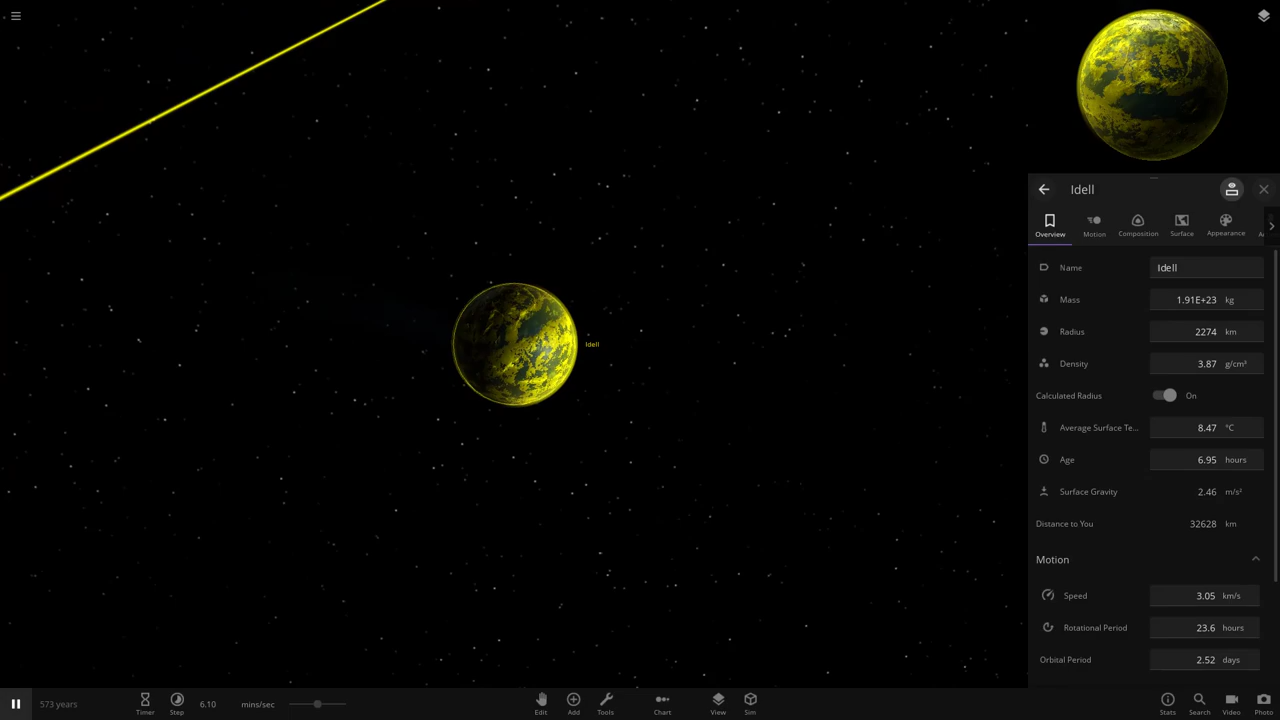 Idell
Idell
Overview
Motion
Composition
Surface
Appearance
Name
Idell
Mass
1.91E+23 kg
Radius
2274 km
Density
3.87 g/cm³
Calculated Radius
On
Average Surface Te...
8.47 °C
Age
6.95 hours
Surface Gravity
2.46 m/s²
Distance to You
32628 km
Motion
Speed
3.05 km/s
Rotational Period
23.6 hours
Orbital Period
2.52 days
573 years
Timer
Step
6.10 mins/sec
Edit
Add
Tools
Chart
View
Sim
Stats
Search
Video
Photo